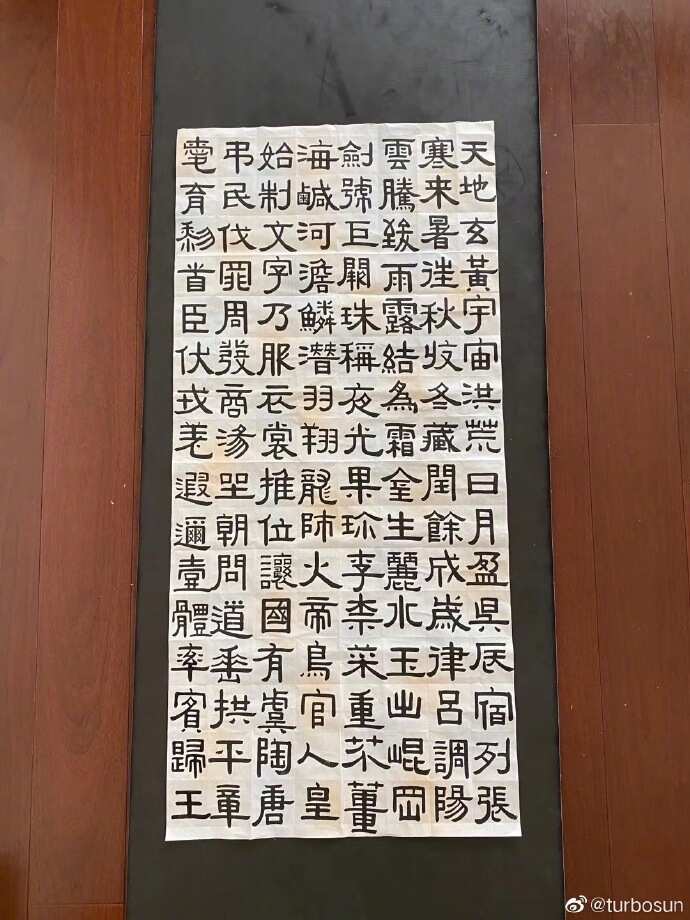 天地玄黃宇宙洪荒日月盈昃辰宿列張
寒来暑往秋收冬藏閏餘成歲律呂調陽
雲騰致雨露結為霜金生麗水玉出崐岡
劍號巨闕珠稱夜光果珎李柰菜重芥薑
海鹹河澹鱗潛羽翔龍師火帝鳥官人皇
始制文字乃服衣裳推位讓國有虞陶唐
弔民伐罪周發商湯坐朝問道垂拱平章
愛育黎首臣伏戎羌遐邇壹體率賓歸王
@turbosun